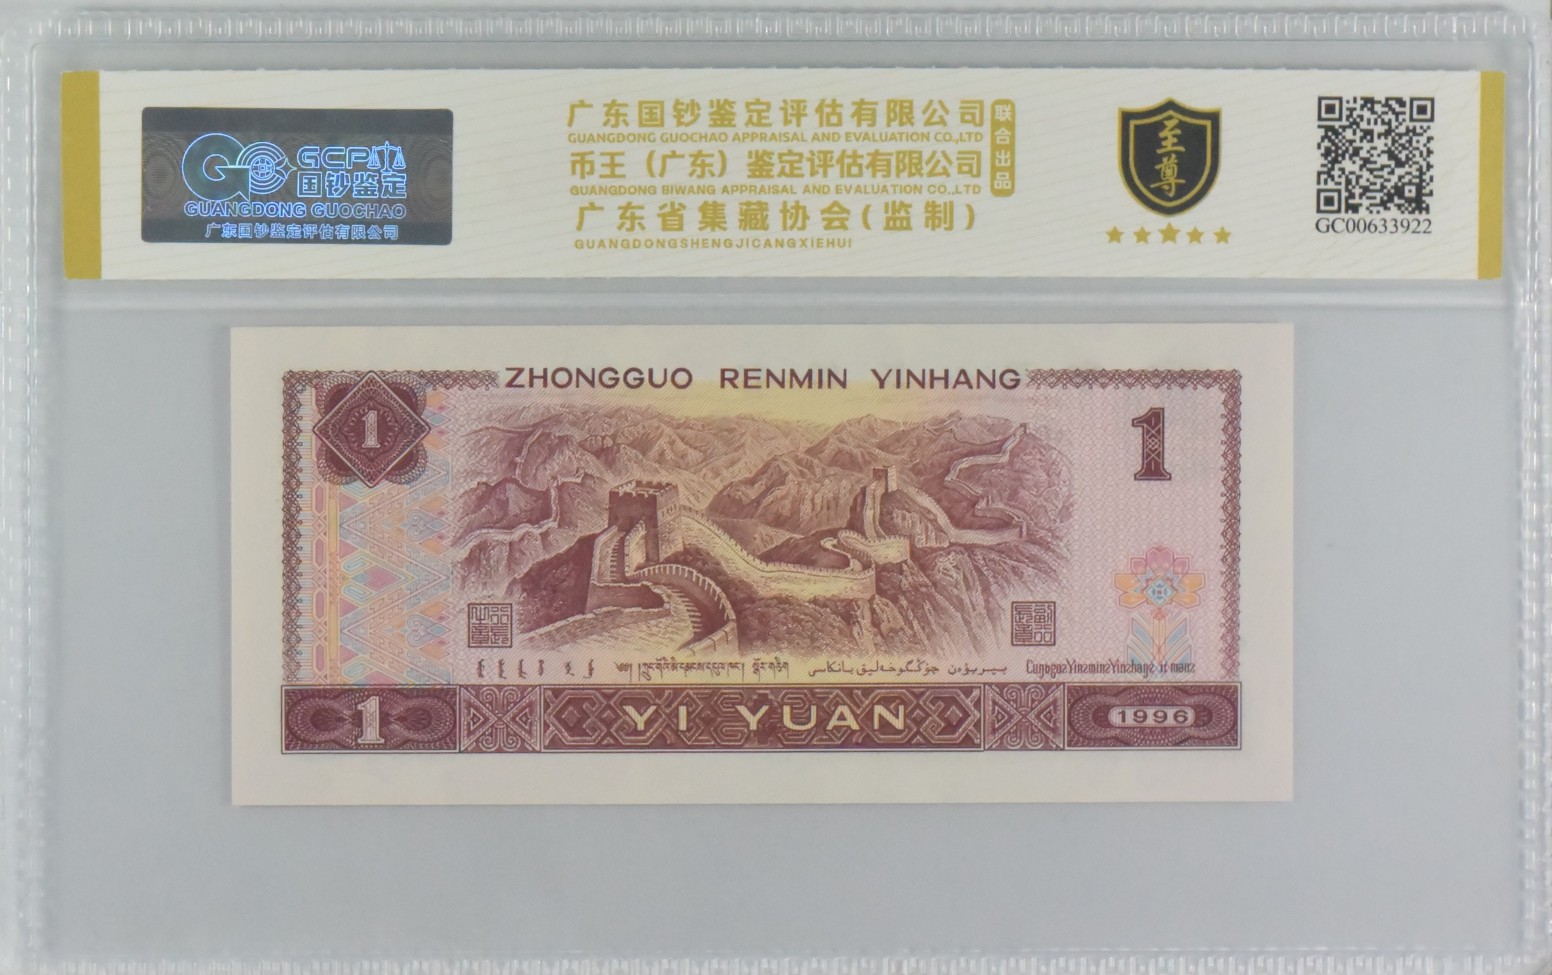 GCP
国钞鉴定
GUANGDONG GUOCHAO
广东国钞鉴定评估有限公司
广东国钞鉴定评估有限公司
GUANGDONG GUOCHAO APPRAISAL AND EVALUATION CO.,LTD
币王（广东）鉴定评估有限公司
GUANGDONG BIWANG APPRAISAL AND EVALUATION CO.,LTD
广东省集藏协会(监制)
GUANGDONGSHENGJICANGXIEHUI
联合出品
至尊
GC00633922
ZHONGGUO RENMIN YINHANG
1
1
1 YI YUAN 1996